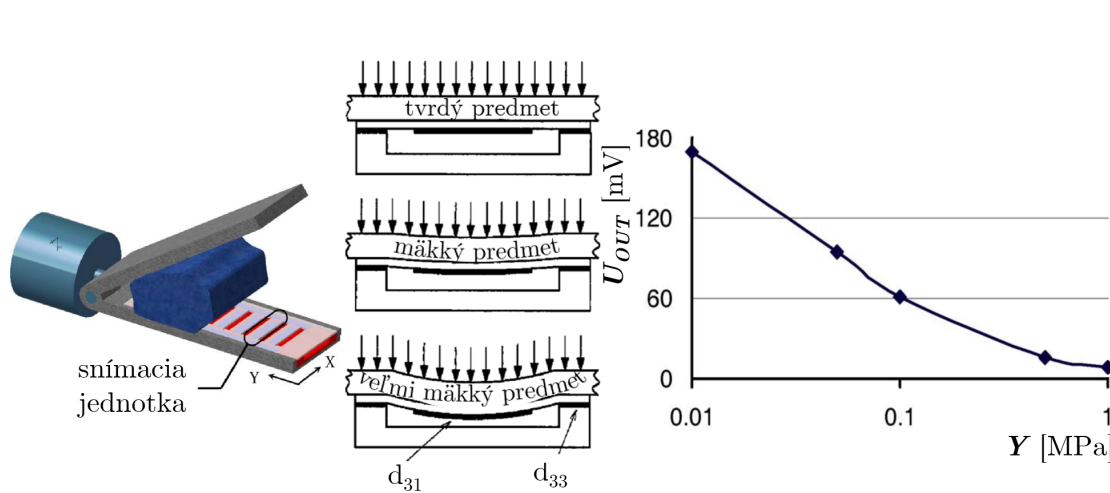 snímacia
jednotka
Y
X
tvrdý predmet
mäkký predmet
veľmi mäkký predmet
d31
d33
U_OUT [mV]
180
120
60
0
0.01
0.1
1
Y [MPa]